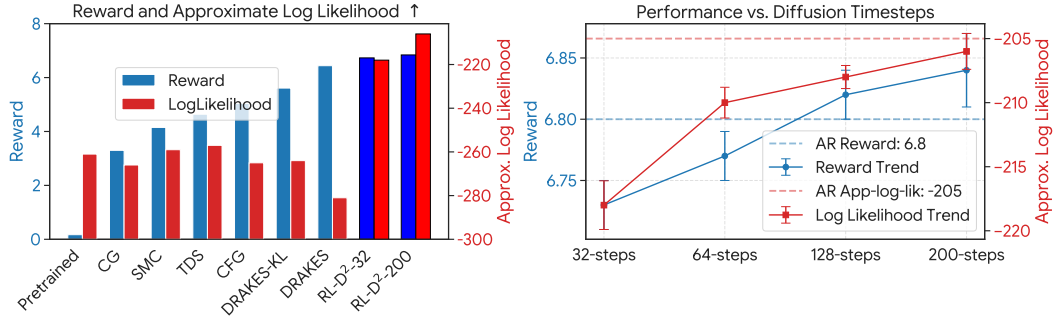 Reward and Approximate Log Likelihood ↑
8
6
4
2
0
Reward
Reward
LogLikelihood
-220
-240
-260
-280
-300
Approx. Log Likelihood
Pretrained
CG
SMC
TDS
CFG
DRAKES-KL
DRAKES
RL-D²-32
RL-D²-200
Performance vs. Diffusion Timesteps
6.85
6.80
6.75
Reward
AR Reward: 6.8
Reward Trend
AR App-log-lik: -205
Log Likelihood Trend
-205
-210
-215
-220
Approx. Log Likelihood
32-steps
64-steps
128-steps
200-steps